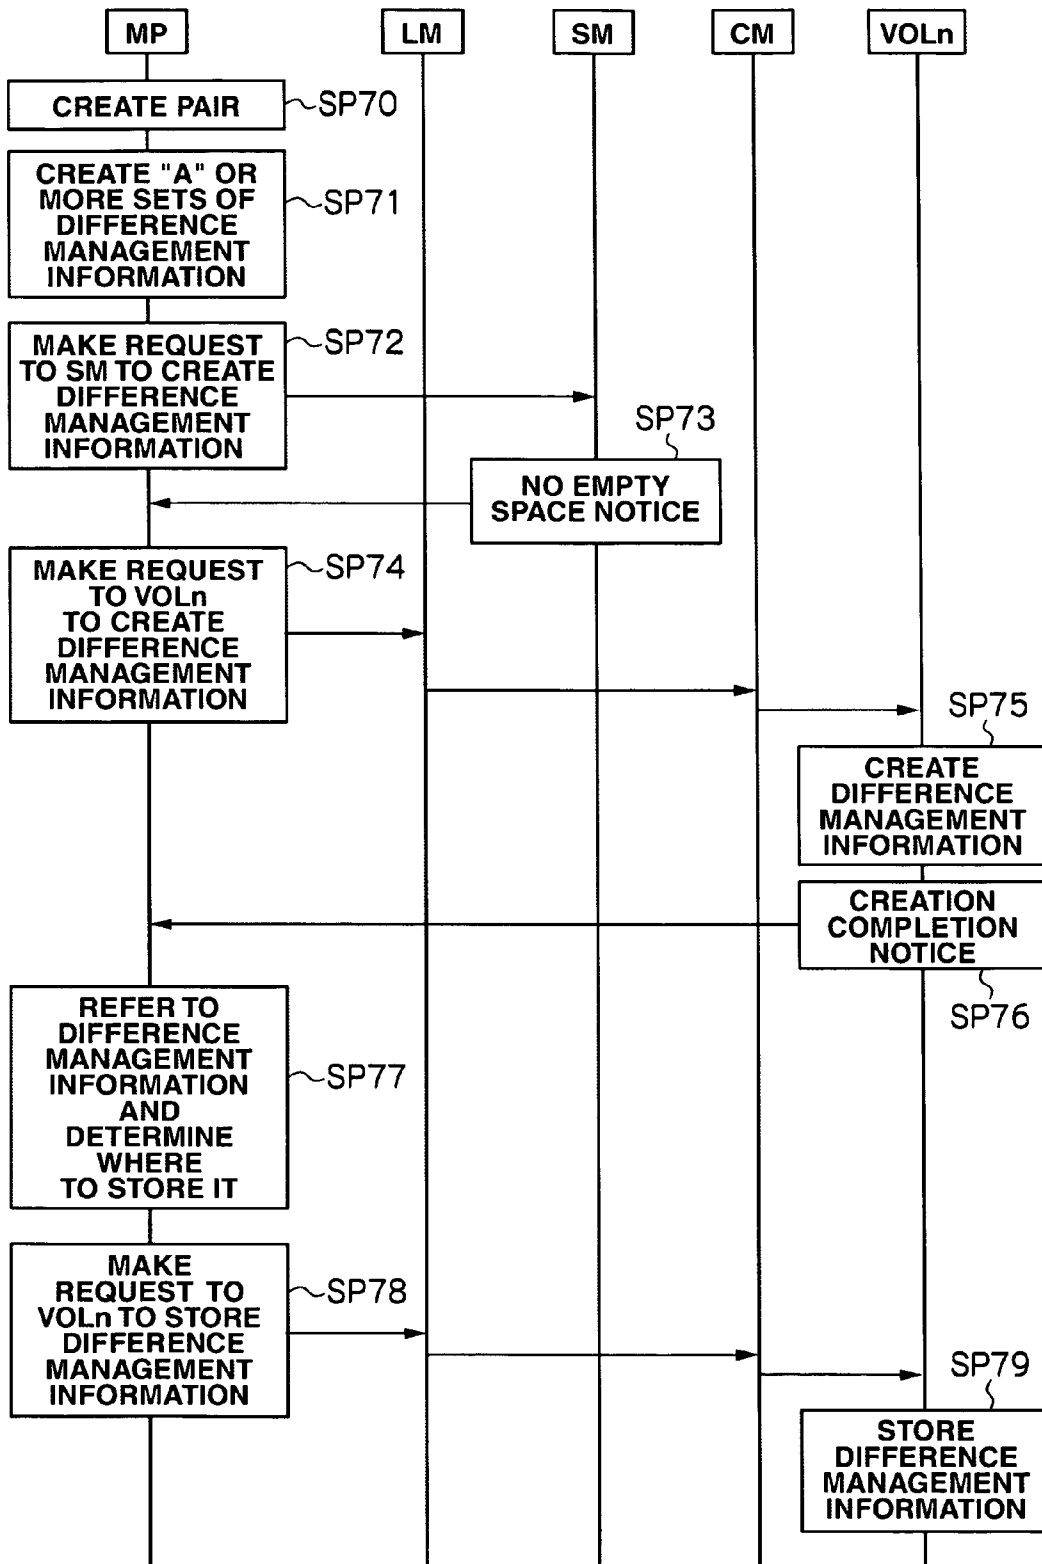 MP
LM
SM
CM
VOLn
CREATE PAIR
SP70
CREATE "A" OR
MORE SETS OF
DIFFERENCE
MANAGEMENT
INFORMATION
SP71
MAKE REQUEST
TO SM TO CREATE
DIFFERENCE
MANAGEMENT
INFORMATION
SP72
SP73
NO EMPTY
SPACE NOTICE
MAKE REQUEST
TO VOLn
TO CREATE
DIFFERENCE
MANAGEMENT
INFORMATION
SP74
SP75
CREATE
DIFFERENCE
MANAGEMENT
INFORMATION
CREATION
COMPLETION
NOTICE
SP76
REFER TO
DIFFERENCE
MANAGEMENT
INFORMATION
AND
DETERMINE
WHERE
TO STORE IT
SP77
MAKE
REQUEST TO
VOLn TO STORE
DIFFERENCE
MANAGEMENT
INFORMATION
SP78
SP79
STORE
DIFFERENCE
MANAGEMENT
INFORMATION